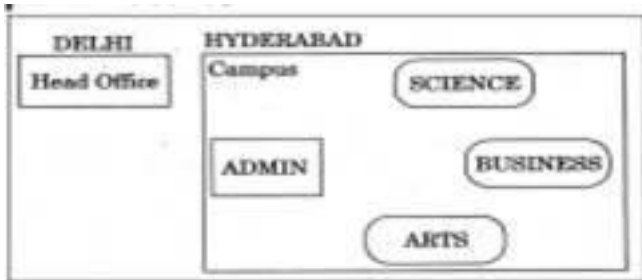 DELHI
HYDERABAD
Head Office
Campus
SCIENCE
ADMIN
BUSINESS
ARTS